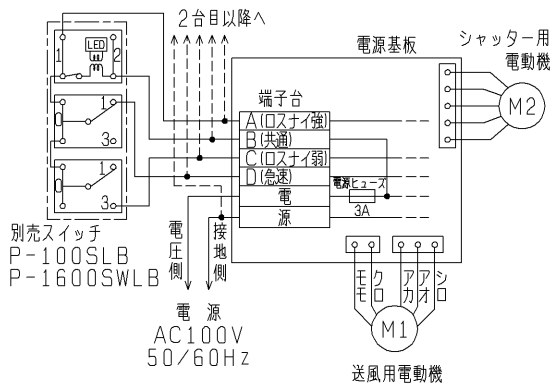 2台目以降へ
シャッター用
電動機
電源基板
LED
1
2
端子台
A(ロスナイ強)
B(共通)
C(ロスナイ弱)
D(急速)
電
源
M2
1
3
1
3
電源ヒューズ
3A
別売スイッチ
P-100SLB
P-1600SWLB
電圧側
接地側
モモ
クロ
アカ
アオ
シロ
電 源
AC100V
50/60Hz
M1
送風用電動機